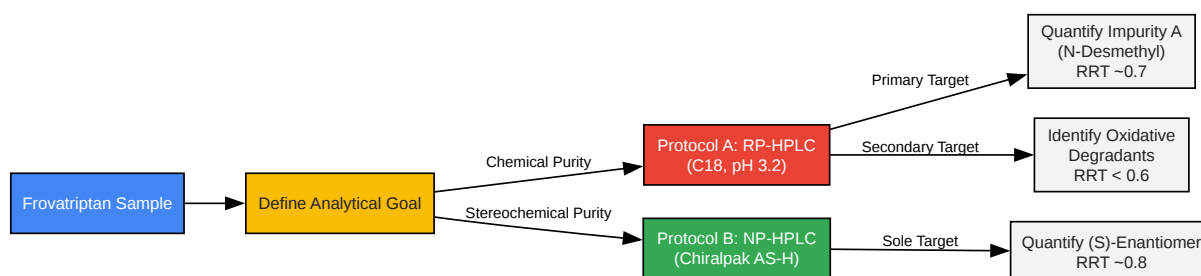 Frovatriptan Sample
Define Analytical Goal
Chemical Purity
Stereochemical Purity
Protocol A: RP-HPLC
(C18, pH 3.2)
Protocol B: NP-HPLC
(Chiralpak AS-H)
Primary Target
Secondary Target
Sole Target
Quantify Impurity A
(N-Desmethyl)
RRT ~0.7
Identify Oxidative
Degradants
RRT < 0.6
Quantify (S)-Enantiomer
RRT ~0.8